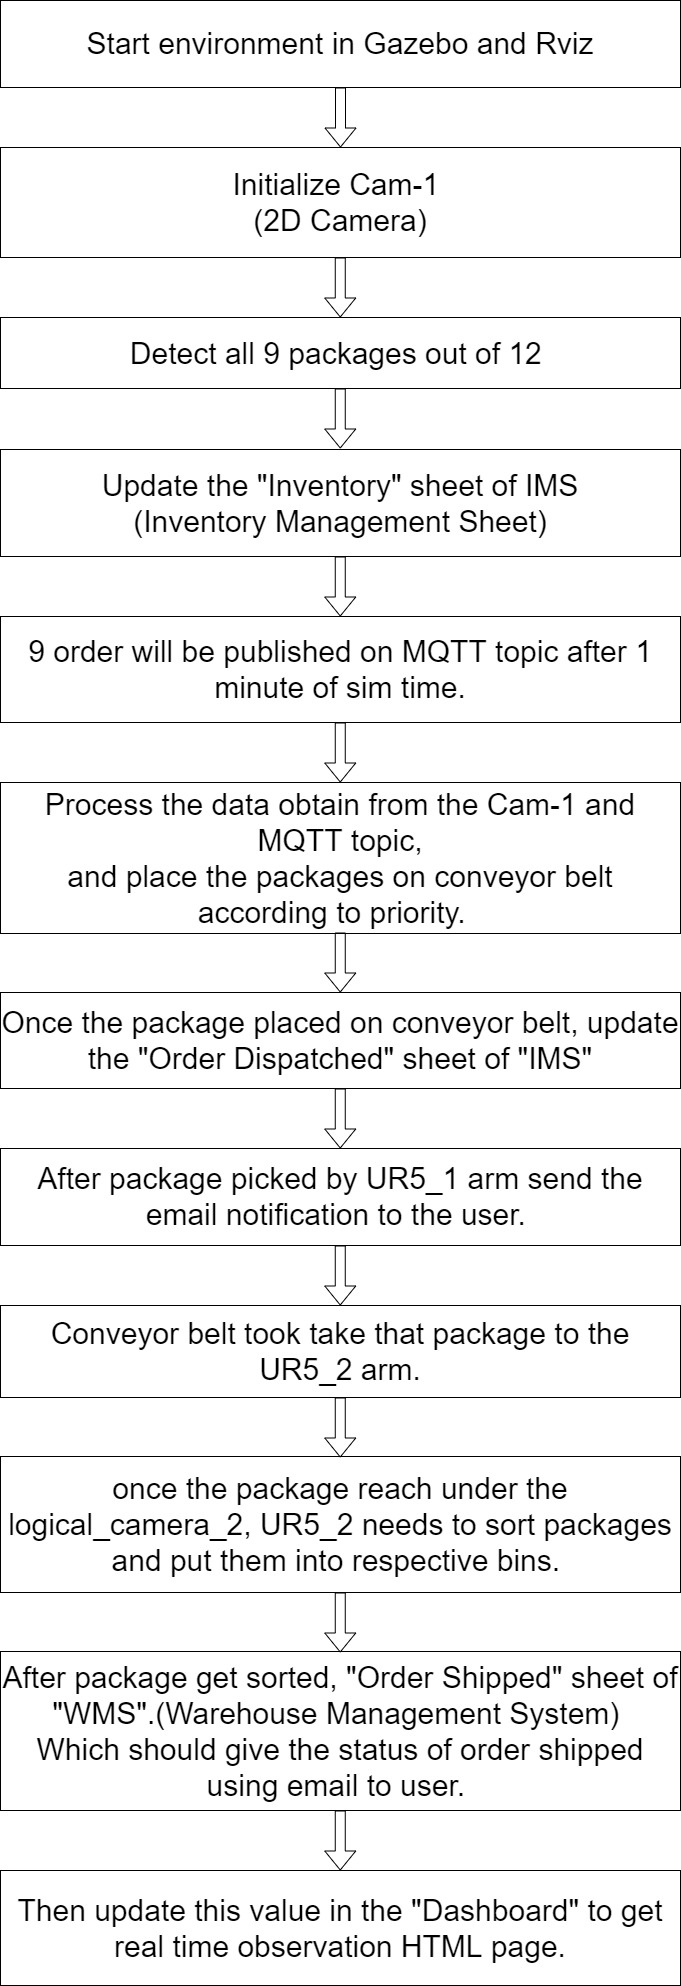 Start environment in Gazebo and Rviz
Initialize Cam-1
(2D Camera)
Detect all 9 packages out of 12
Update the "Inventory" sheet of IMS
(Inventory Management Sheet)
9 order will be published on MQTT topic after 1
minute of sim time.
Process the data obtain from the Cam-1 and
MQTT topic,
and place the packages on conveyor belt
according to priority.
Once the package placed on conveyor belt, update
the "Order Dispatched" sheet of "IMS"
After package picked by UR5_1 arm send the
email notification to the user.
Conveyor belt took take that package to the
UR5_2 arm.
once the package reach under the
logical_camera_2, UR5_2 needs to sort packages
and put them into respective bins.
After package get sorted, "Order Shipped" sheet of
"WMS".(Warehouse Management System)
Which should give the status of order shipped
using email to user.
Then update this value in the "Dashboard" to get
real time observation HTML page.